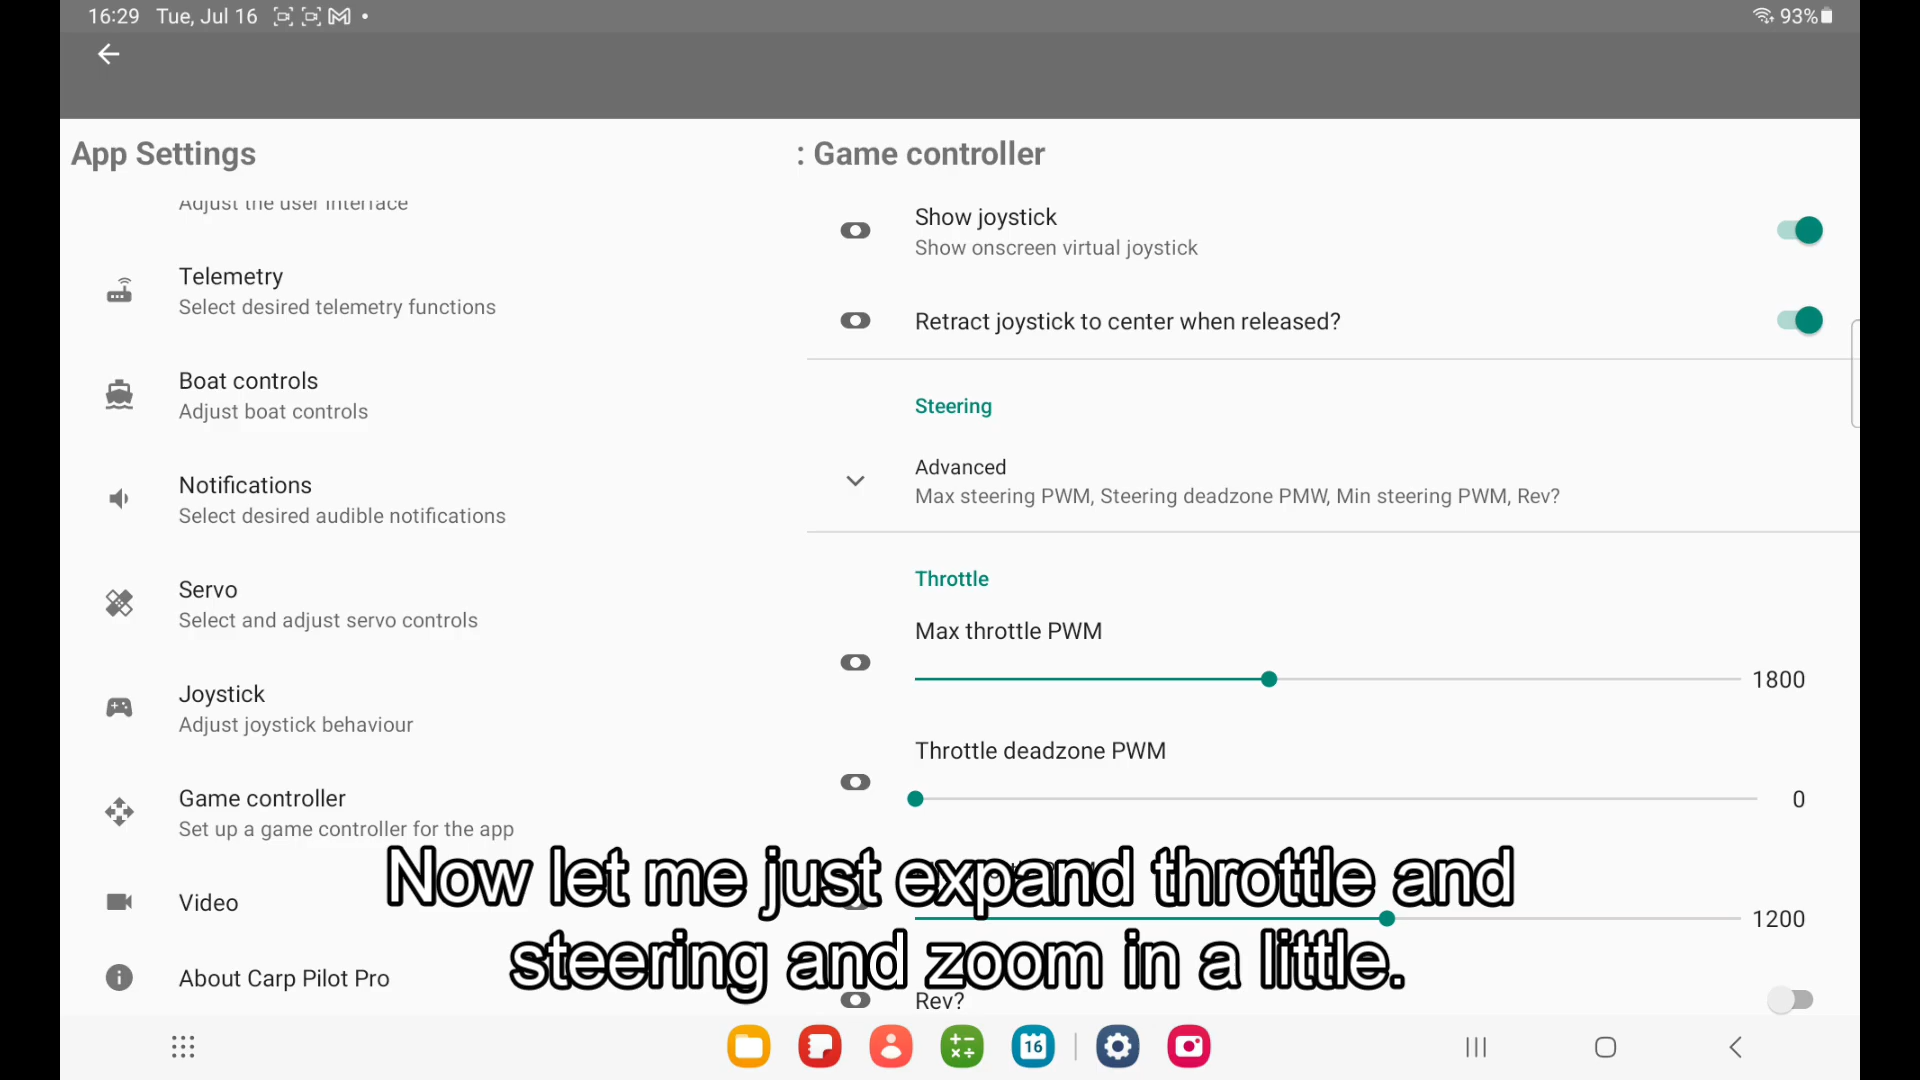 16:29 Tue, Jul 16
93%
App Settings
Adjust the user interface
Telemetry
Select desired telemetry functions
Boat controls
Adjust boat controls
Notifications
Select desired audible notifications
Servo
Select and adjust servo controls
Joystick
Adjust joystick behaviour
Game controller
Set up a game controller for the app
Video
About Carp Pilot Pro
: Game controller
Show joystick
Show onscreen virtual joystick
Retract joystick to center when released?
Steering
Advanced
Max steering PWM, Steering deadzone PMW, Min steering PWM, Rev?
Throttle
Max throttle PWM
1800
Throttle deadzone PWM
0
1200
Rev?
Now let me just expand throttle and
steering and zoom in a little.
16